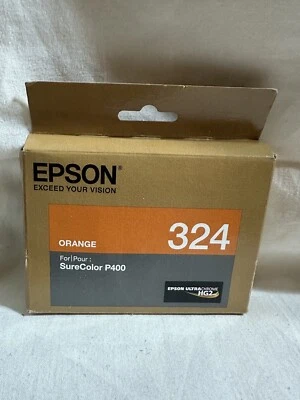 EPSON®
EXCEED YOUR VISION
ORANGE
324
For|Pour :
SureColor P400
EPSON ULTRACHROME
HG2